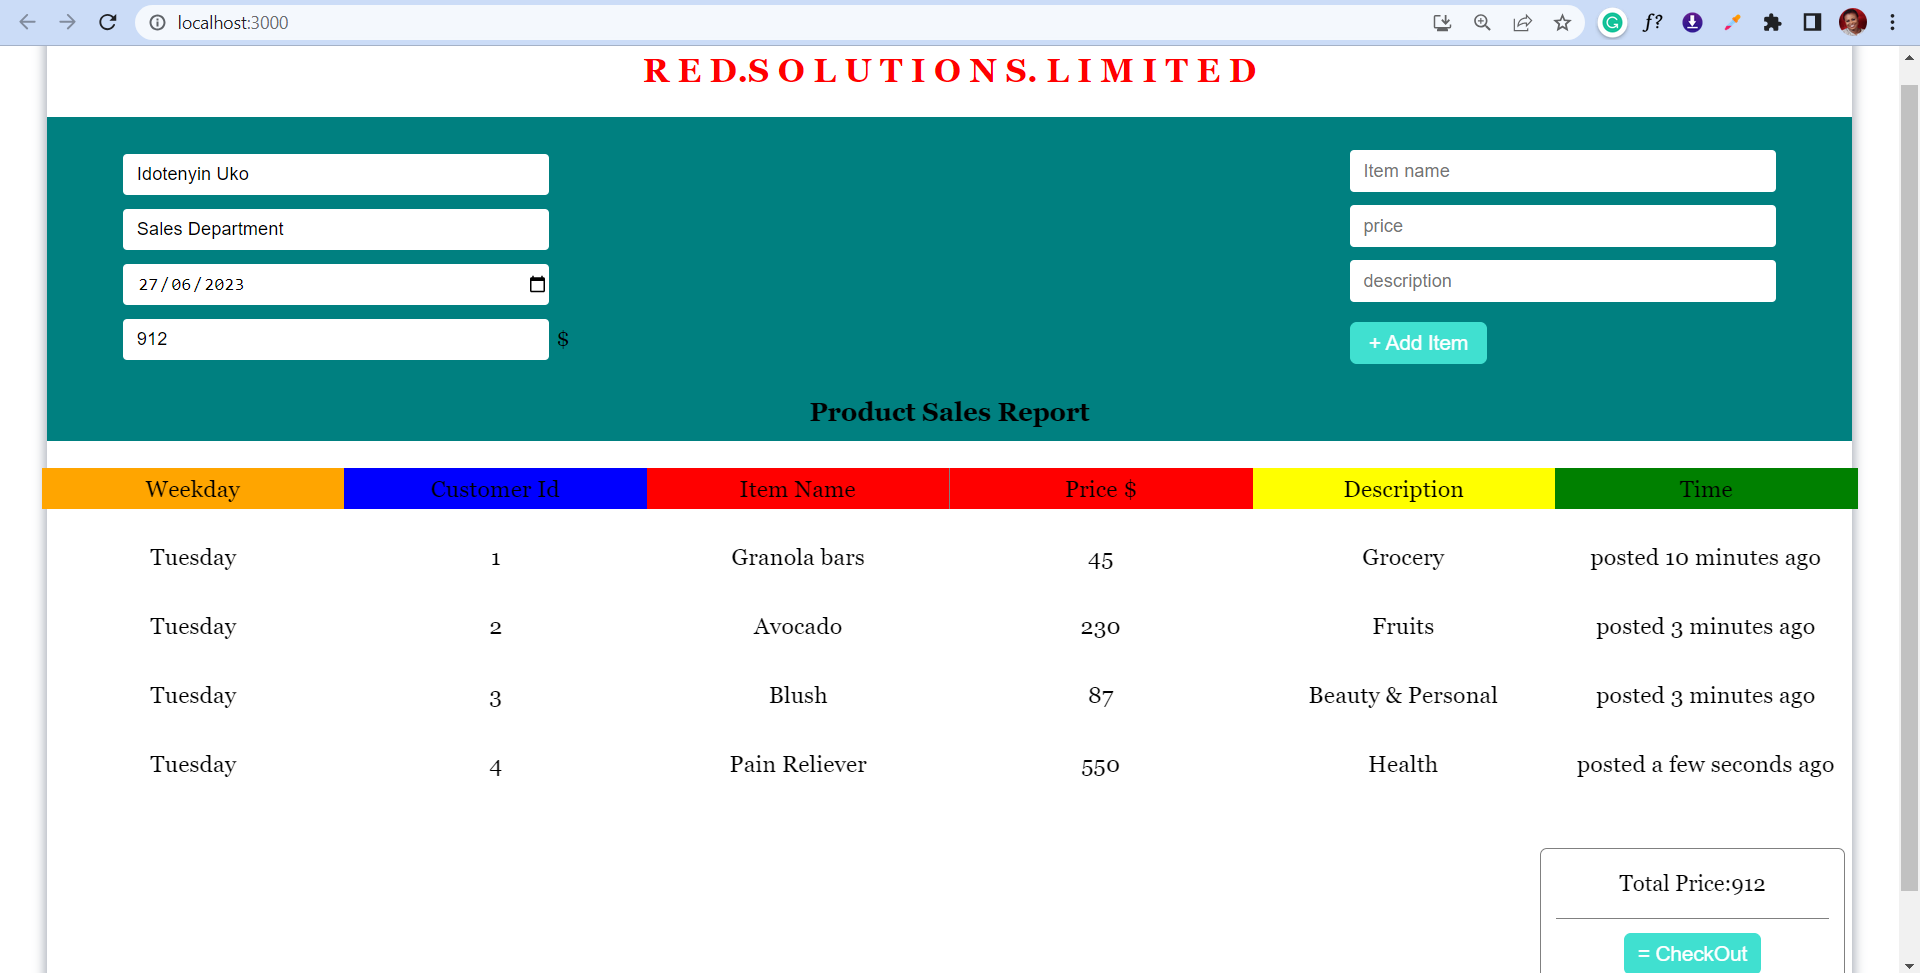 localhost:3000
f?
R E D.S O L U T I O N S. L I M I T E D
Idotenyin Uko
Sales Department
27/06/2023
912 $
Item name
price
description
+ Add Item
Product Sales Report
Weekday Customer Id Item Name Price $ Description Time
Tuesday 1 Granola bars 45 Grocery posted 10 minutes ago
Tuesday 2 Avocado 230 Fruits posted 3 minutes ago
Tuesday 3 Blush 87 Beauty & Personal posted 3 minutes ago
Tuesday 4 Pain Reliever 550 Health posted a few seconds ago
Total Price:912
= CheckOut